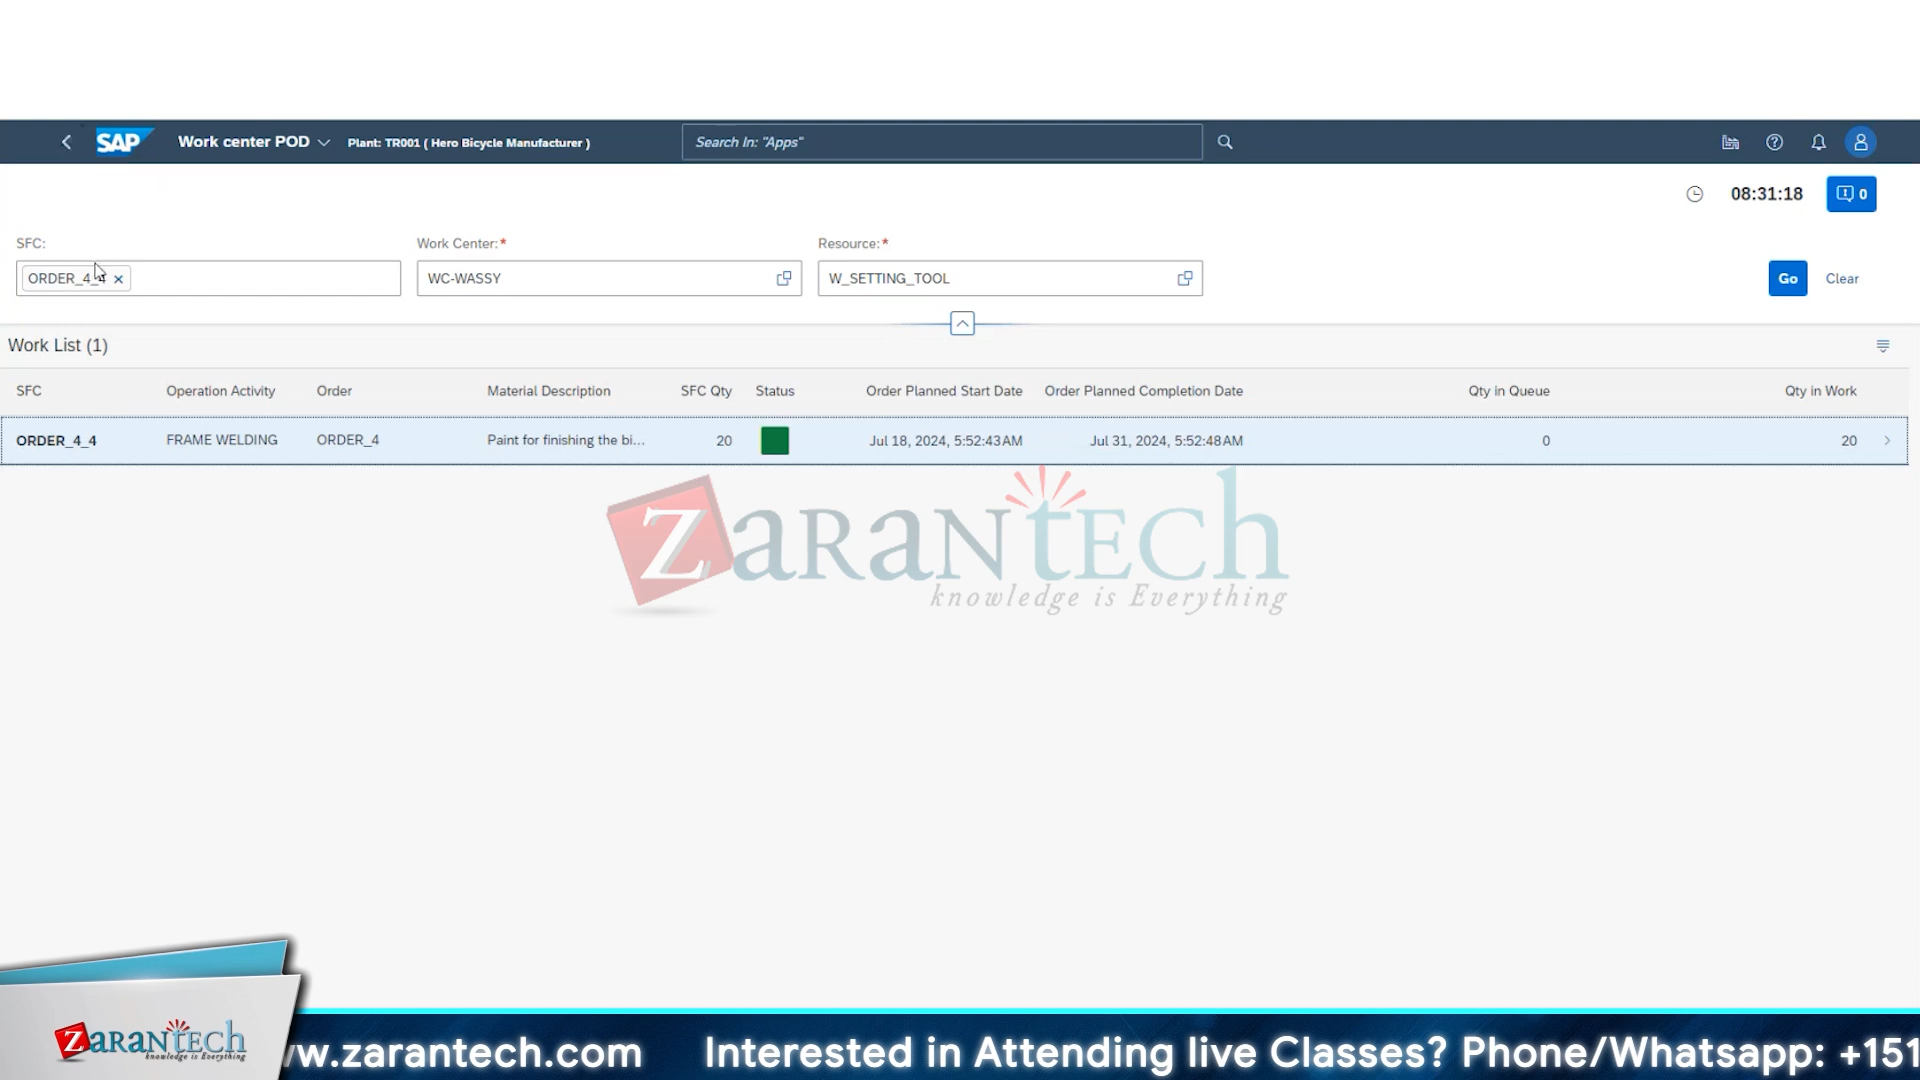 SAP Work center POD Plant: TR001 ( Hero Bicycle Manufacturer ) Search In: "Apps"
08:31:18 0
SFC: Work Center:* Resource:*
ORDER_4_4 WC-WASSY W_SETTING_TOOL Go Clear
Work List (1)
SFC Operation Activity Order Material Description SFC Qty Status Order Planned Start Date Order Planned Completion Date Qty in Queue Qty in Work
ORDER_4_4 FRAME WELDING ORDER_4 Paint for finishing the bi... 20 Jul 18, 2024, 5:52:43 AM Jul 31, 2024, 5:52:48 AM 0 20
ZARANTECH
knowledge is Everything
ZARANTECH
knowledge is Everything
w.zarantech.com Interested in Attending live Classes? Phone/Whatsapp: +151